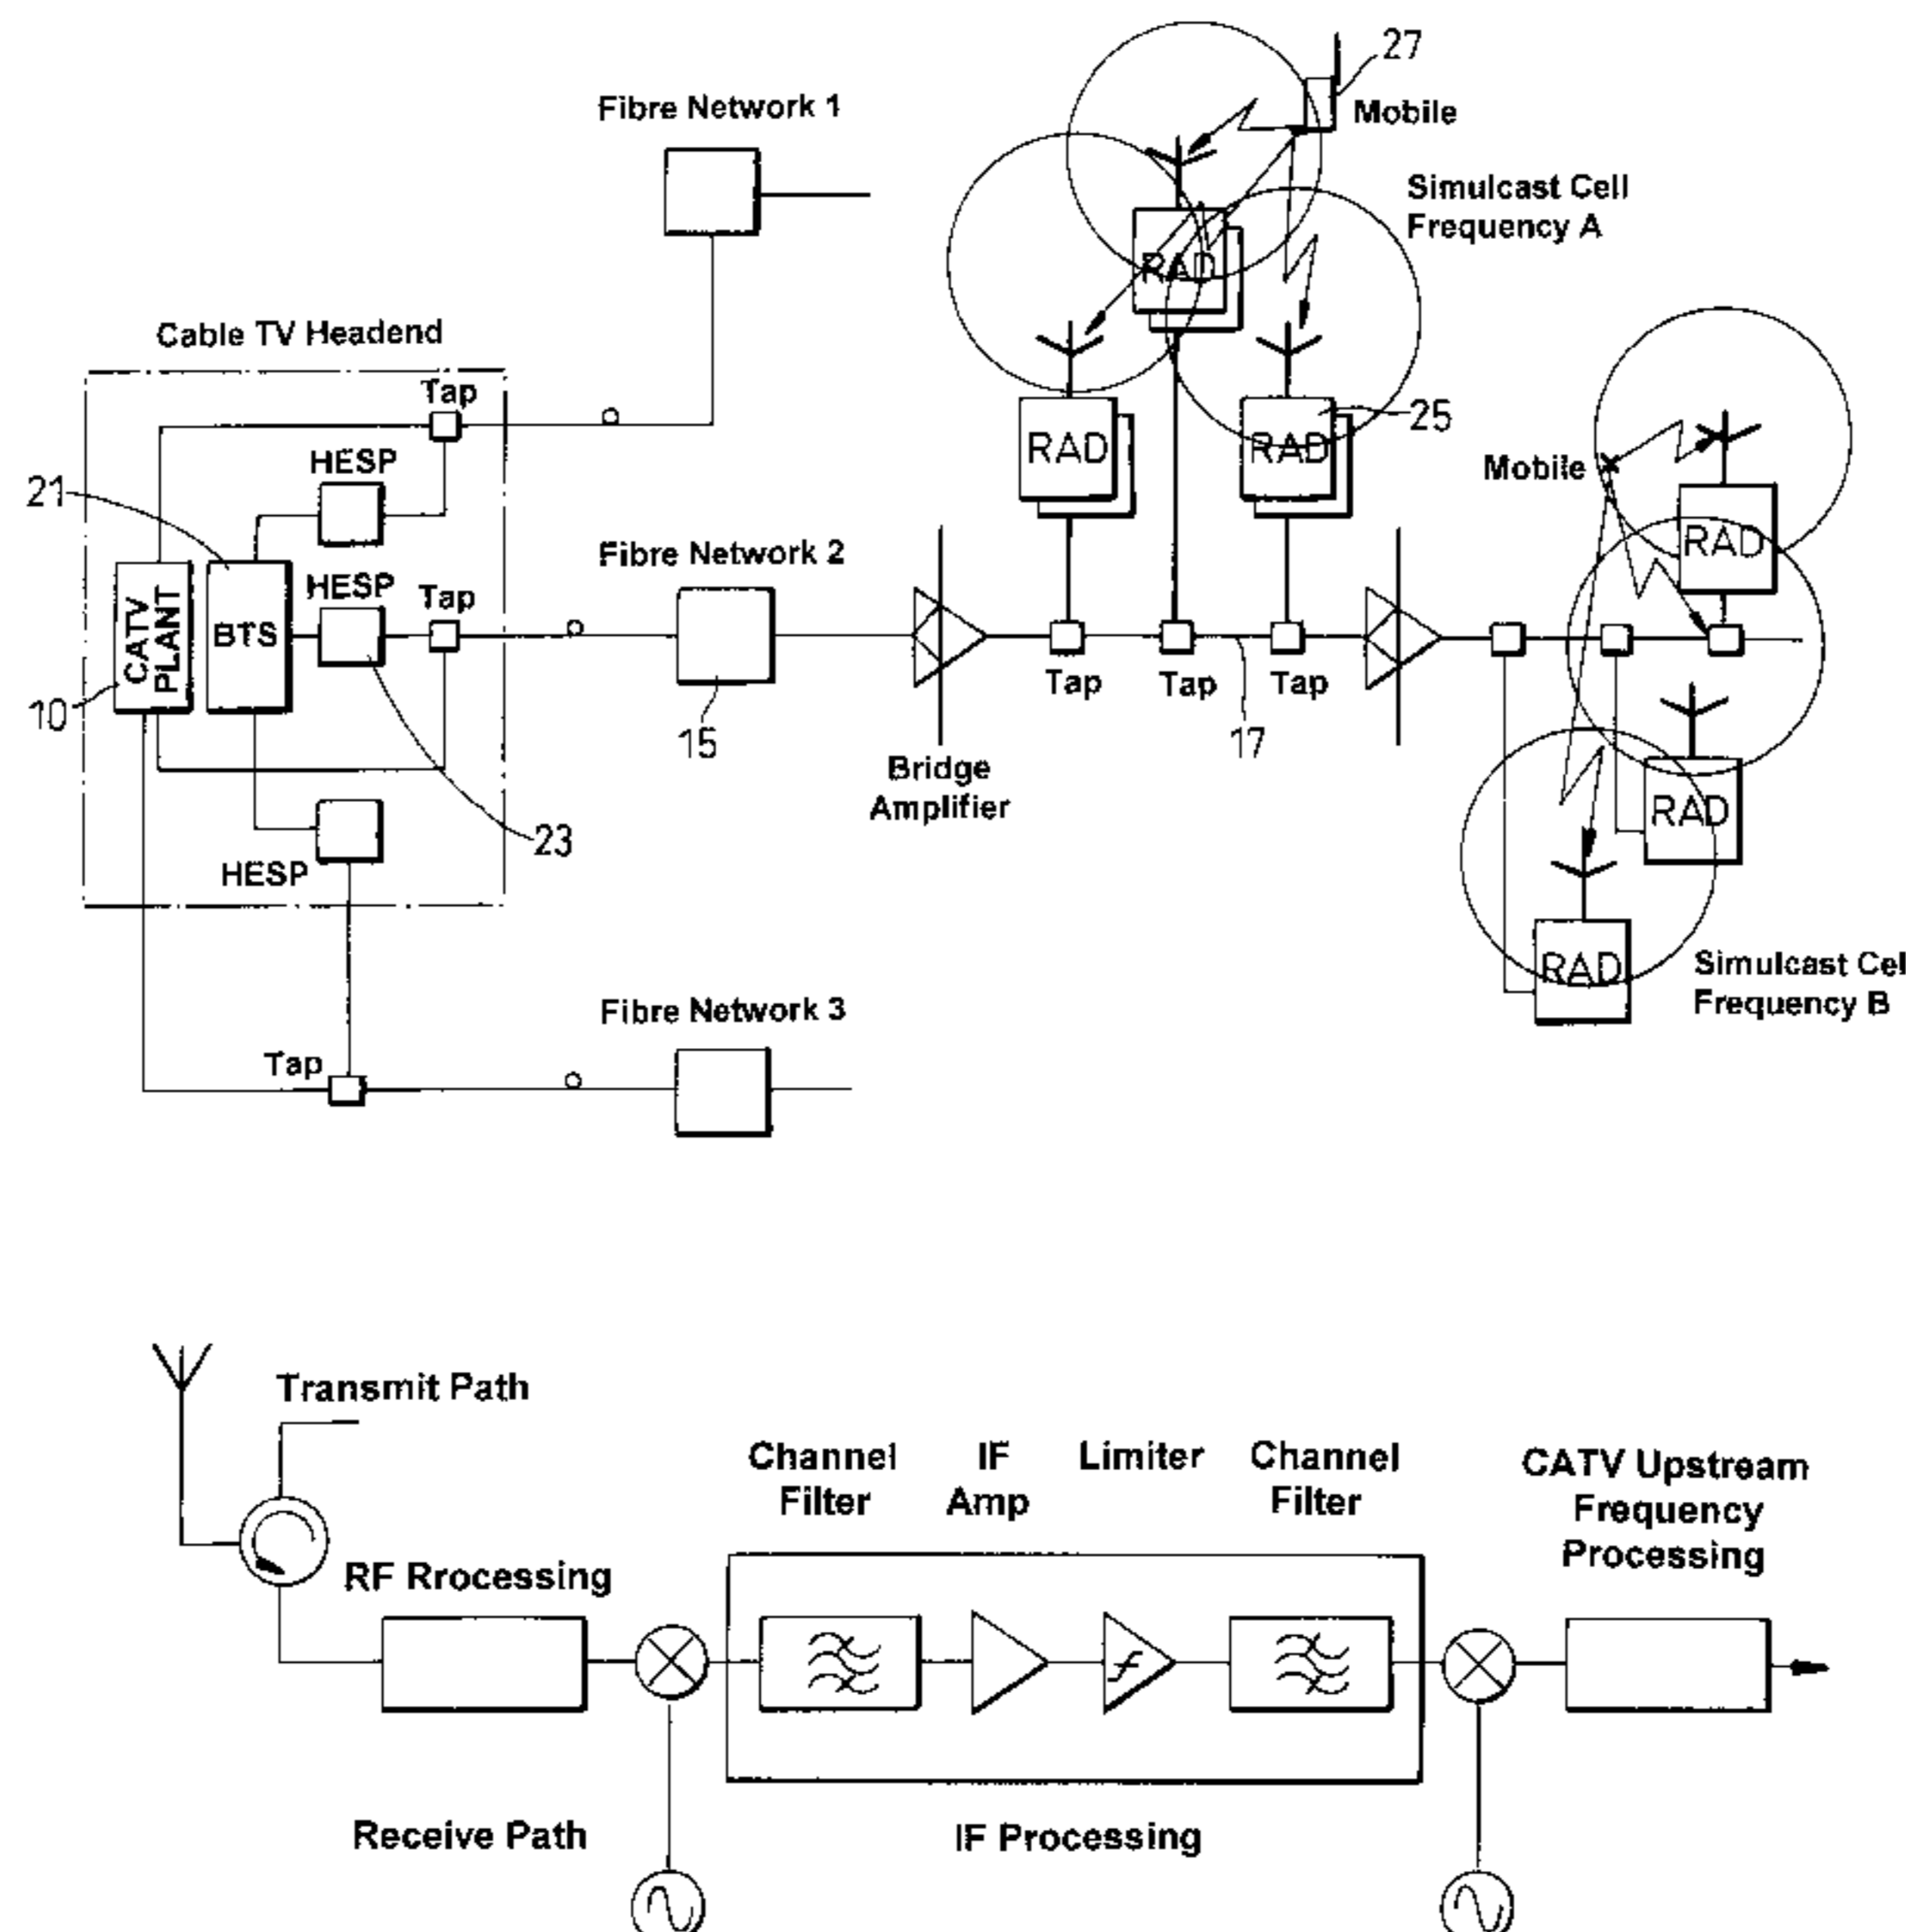 27
Fibre Network 1
Mobile
Simulcast Cell
Frequency A
RAD
Cable TV Headend
Tap
RAD
RAD
25
HESP
Mobile
21
RAD
Fibre Network 2
HESP
Tap
CATV
PLANT
BTS
10
15
Tap
Tap
Tap
17
Bridge
Amplifier
RAD
23
HESP
RAD
Simulcast Cel
Frequency B
Fibre Network 3
Tap
Transmit Path
Channel
Filter
IF
Amp
Limiter
Channel
Filter
CATV Upstream
Frequency
Processing
RF Rrocessing
Receive Path
IF Processing